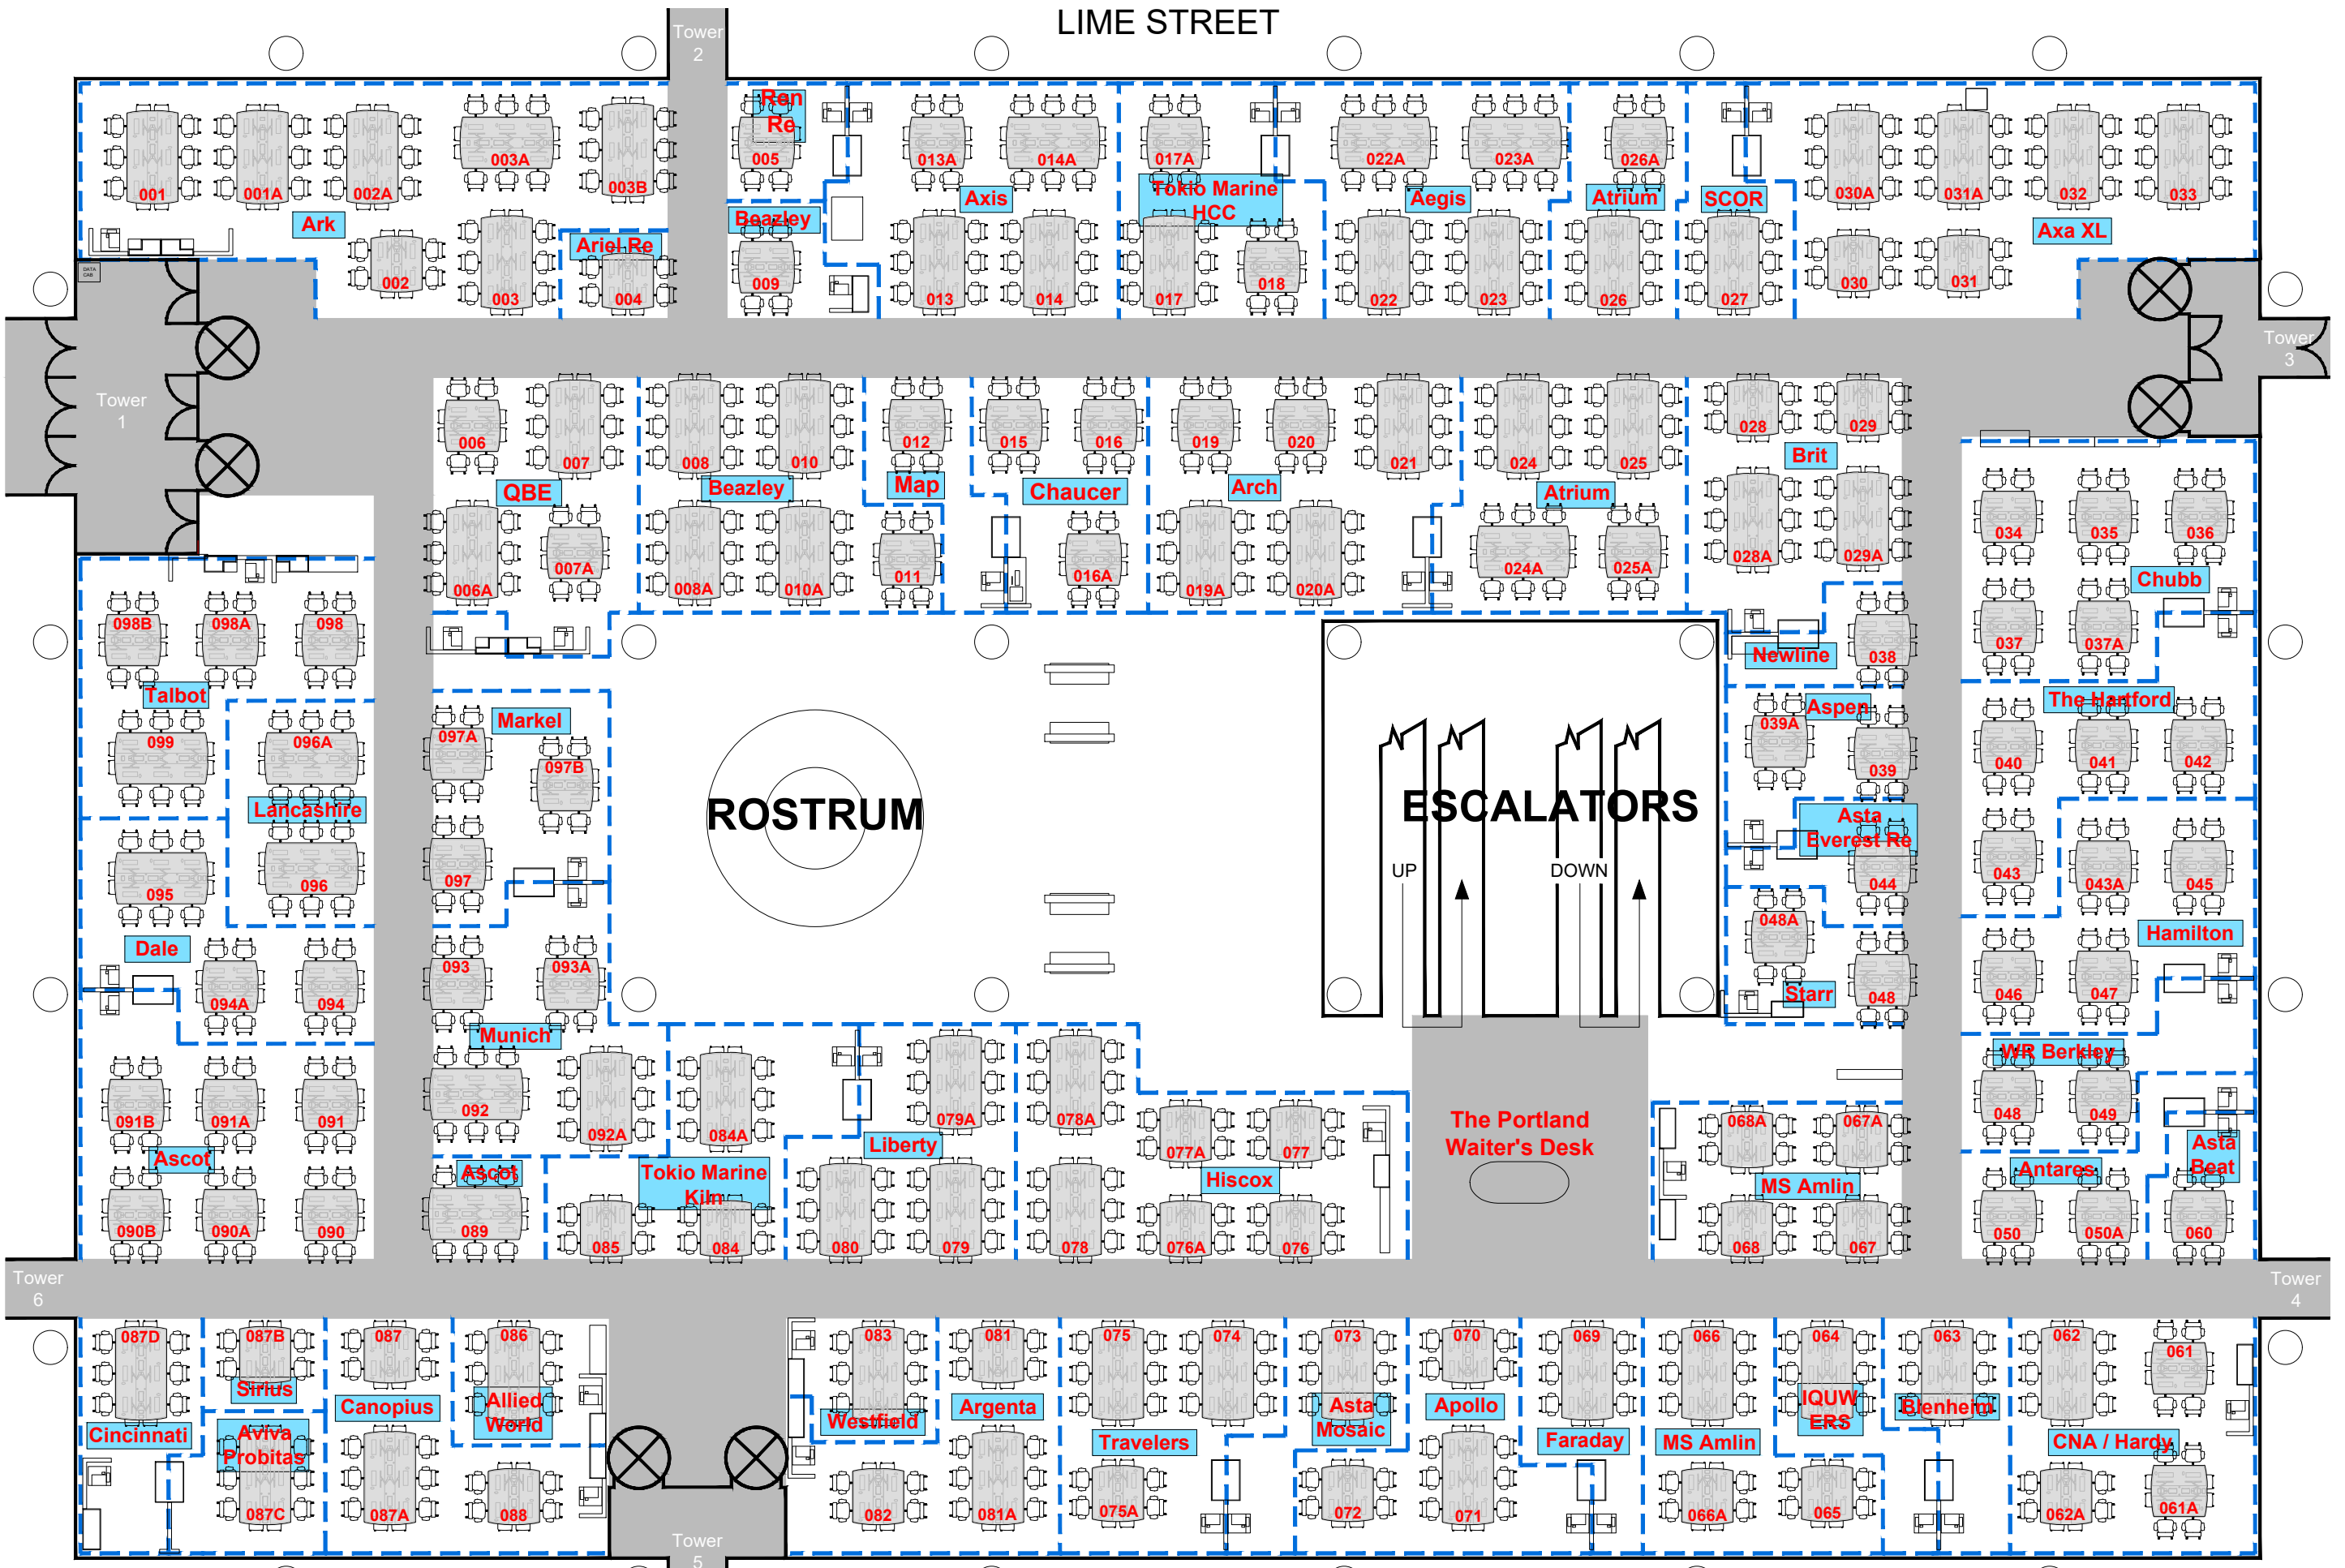 LIME STREET
Tower
2
Ren
Re
005
001
001A
002A
003A
003B
013A
014A
017A
022A
023A
026A
030A
031A
032
033
Ark
Beazley
Axis
Tokio Marine
HCC
Aegis
Atrium
SCOR
Axa XL
Ariel Re
DATA
CAB
002
003
004
009
013
014
017
018
022
023
026
027
030
031
Tower
3
Tower
1
006
007
008
010
012
015
016
019
020
021
024
025
028
029
QBE
Beazley
Map
Chaucer
Arch
Atrium
Brit
006A
007A
008A
010A
011
016A
019A
020A
024A
025A
028A
029A
034
035
036
Chubb
037
037A
098B
098A
098
Newline
038
Talbot
The Hartford
099
096A
Markel
097A
097B
Aspen
039A
039
040
041
042
Lancashire
ROSTRUM
ESCALATORS
Asta
Everest Re
044
UP
DOWN
095
096
097
043
043A
045
Dale
048A
Hamilton
094A
094
093
093A
Starr
048
046
047
Munich
WR Berkley
091B
091A
091
092
092A
084A
079A
078A
077A
077
The Portland
Waiter's Desk
068A
067A
048
049
Ascot
Ascot
Tokio Marine
Kiln
Liberty
Hiscox
MS Amlin
Antares
Asta
Beat
090B
090A
090
089
085
084
080
079
078
076A
076
068
067
050
050A
060
Tower
6
Tower
4
087D
087B
087
086
083
081
075
074
073
070
069
066
064
063
062
061
Sirius
Canopius
Allied
World
Westfield
Argenta
Asta
Mosaic
Apollo
IQUW
ERS
Blenheim
Cincinnati
Aviva
Probitas
Travelers
Faraday
MS Amlin
CNA / Hardy
087C
087A
088
082
081A
075A
072
071
066A
065
062A
061A
Tower
5